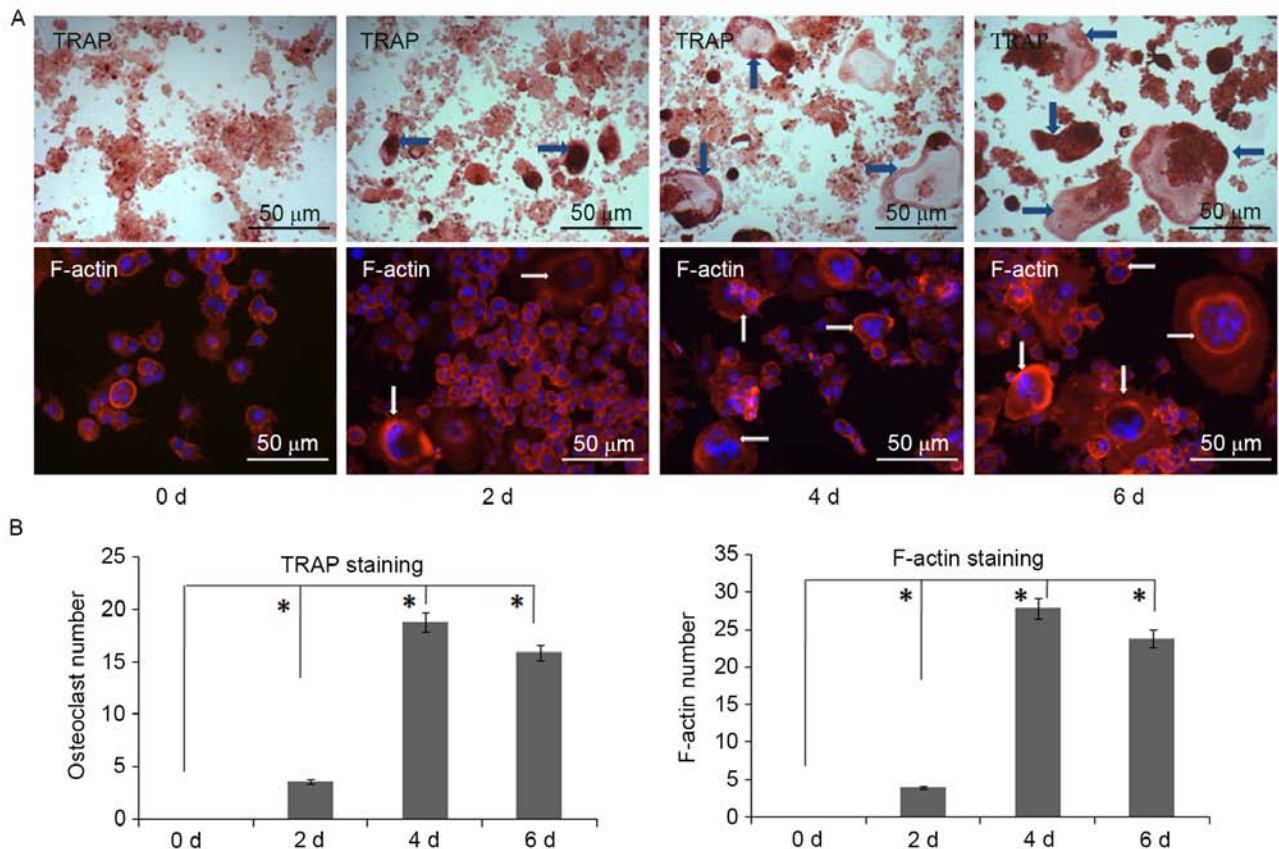 A
TRAP TRAP TRAP TRAP
50 μm 50 μm 50 μm 50 μm
F-actin F-actin F-actin F-actin
50 μm 50 μm 50 μm 50 μm
0 d 2 d 4 d 6 d
B
TRAP staining
Osteoclast number
25
20
15
10
5
0
* * *
0 d 2 d 4 d 6 d
F-actin staining
F-actin number
35
30
25
20
15
10
5
0
* * *
0 d 2 d 4 d 6 d